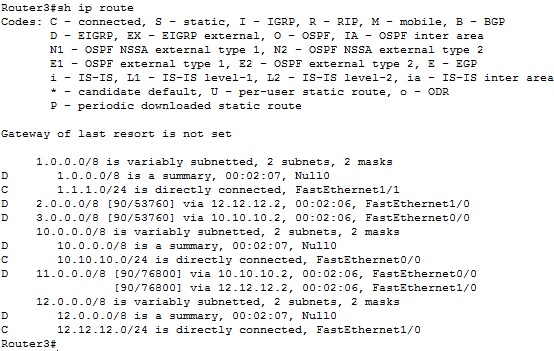 Router3#sh ip route
Codes: C - connected, S - static, I - IGRP, R - RIP, M - mobile, B - BGP
D - EIGRP, EX - EIGRP external, O - OSPF, IA - OSPF inter area
N1 - OSPF NSSA external type 1, N2 - OSPF NSSA external type 2
E1 - OSPF external type 1, E2 - OSPF external type 2, E - EGP
i - IS-IS, L1 - IS-IS level-1, L2 - IS-IS level-2, ia - IS-IS inter area
* - candidate default, U - per-user static route, o - ODR
P - periodic downloaded static route
Gateway of last resort is not set
1.0.0.0/8 is variably subnetted, 2 subnets, 2 masks
D 1.0.0.0/8 is a summary, 00:02:07, Null0
C 1.1.1.0/24 is directly connected, FastEthernet1/1
D 2.0.0.0/8 [90/53760] via 12.12.12.2, 00:02:06, FastEthernet1/0
D 3.0.0.0/8 [90/53760] via 10.10.10.2, 00:02:06, FastEthernet0/0
10.0.0.0/8 is variably subnetted, 2 subnets, 2 masks
D 10.0.0.0/8 is a summary, 00:02:07, Null0
C 10.10.10.0/24 is directly connected, FastEthernet0/0
D 11.0.0.0/8 [90/76800] via 10.10.10.2, 00:02:06, FastEthernet0/0
[90/76800] via 12.12.12.2, 00:02:06, FastEthernet1/0
12.0.0.0/8 is variably subnetted, 2 subnets, 2 masks
D 12.0.0.0/8 is a summary, 00:02:07, Null0
C 12.12.12.0/24 is directly connected, FastEthernet1/0
Router3#